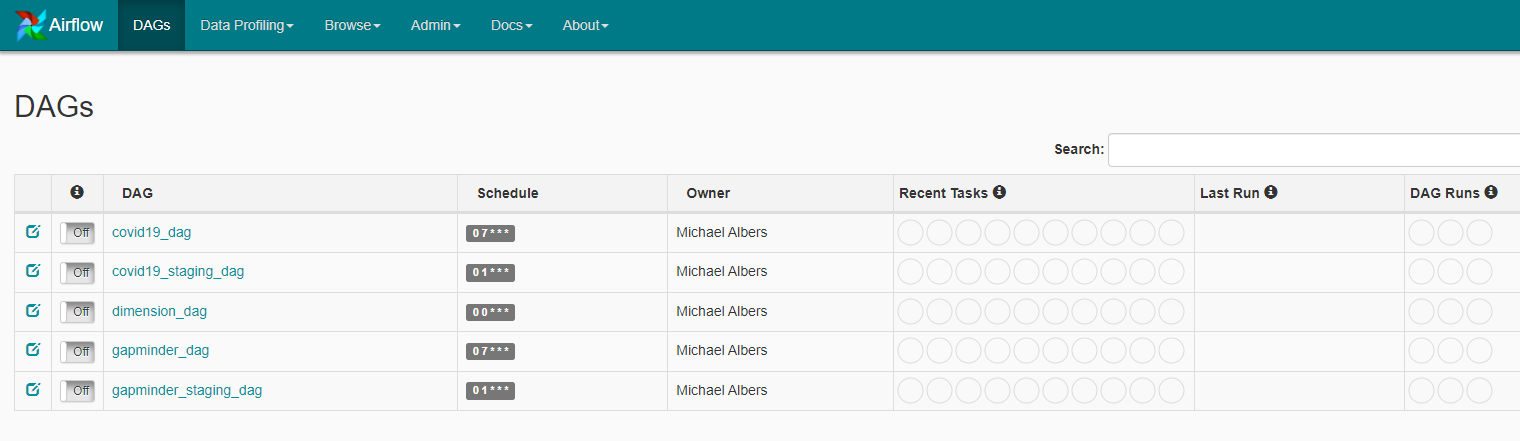 Airflow DAGs Data Profiling Browse Admin Docs About
DAGs
Search:
DAG Schedule Owner Recent Tasks Last Run DAG Runs
Off covid19_dag 0 7 * * * Michael Albers
Off covid19_staging_dag 0 1 * * * Michael Albers
Off dimension_dag 0 0 * * * Michael Albers
Off gapminder_dag 0 7 * * * Michael Albers
Off gapminder_staging_dag 0 1 * * * Michael Albers